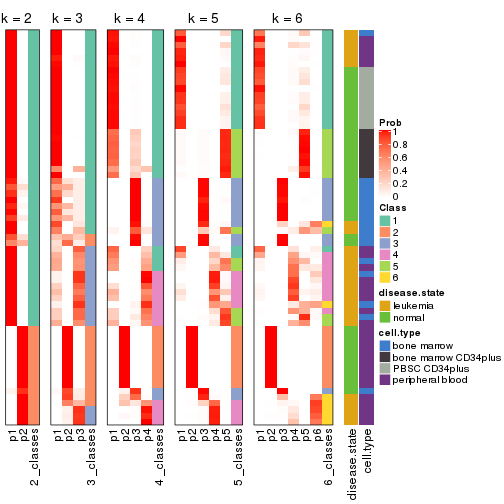 k = 2
k = 3
k = 4
k = 5
k = 6
p1
p2
2_classes
p1
p2
p3
3_classes
p1
p2
p3
p4
4_classes
p1
p2
p3
p4
p5
5_classes
p1
p2
p3
p4
p5
p6
6_classes
disease.state
cell.type
Prob
1
0.8
0.6
0.4
0.2
0
Class
1
2
3
4
5
6
disease.state
leukemia
normal
cell.type
bone marrow
bone marrow CD34plus
PBSC CD34plus
peripheral blood